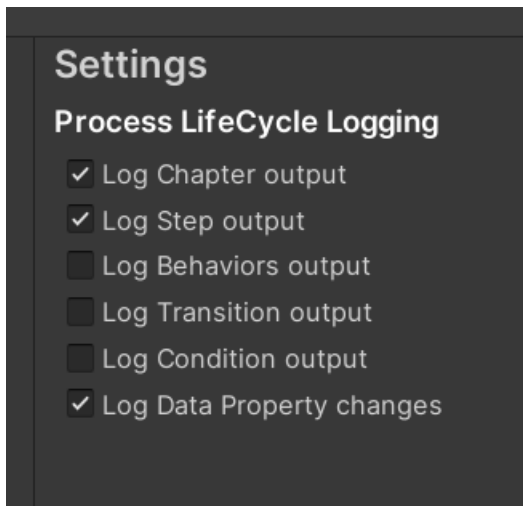 Settings
Process LifeCycle Logging
Log Chapter output
Log Step output
Log Behaviors output
Log Transition output
Log Condition output
Log Data Property changes